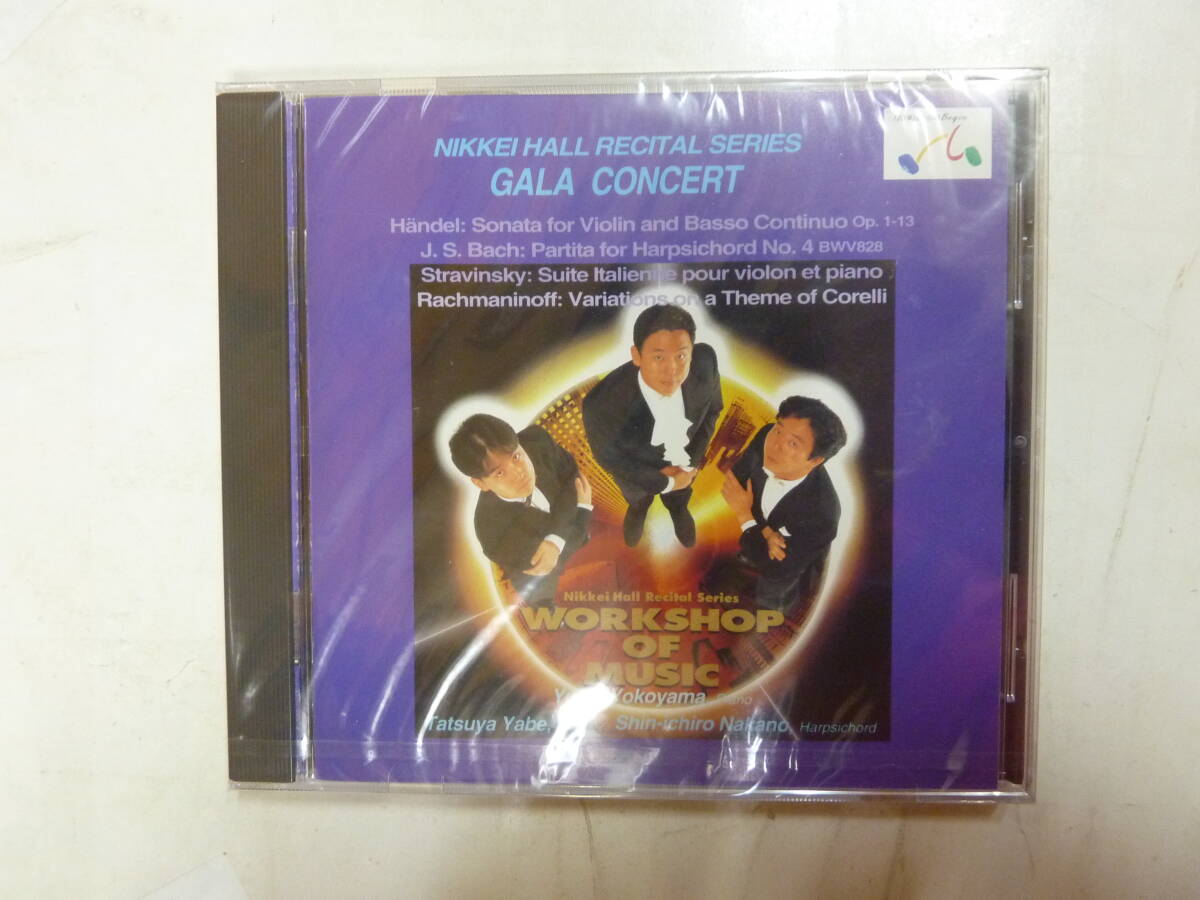 NIKKEI HALL RECITAL SERIES
GALA CONCERT
Händel: Sonata for Violin and Basso Continuo Op. 1-13
J. S. Bach: Partita for Harpsichord No. 4 BWV828
Stravinsky: Suite Italienne pour violon et piano
Rachmaninoff: Variations on a Theme of Corelli
Nikkei Hall Recital Series
WORKSHOP
OF
MUSIC
Yokoyama, Piano
Tatsuya Yabe, Shin-ichiro Nakano, Harpsichord